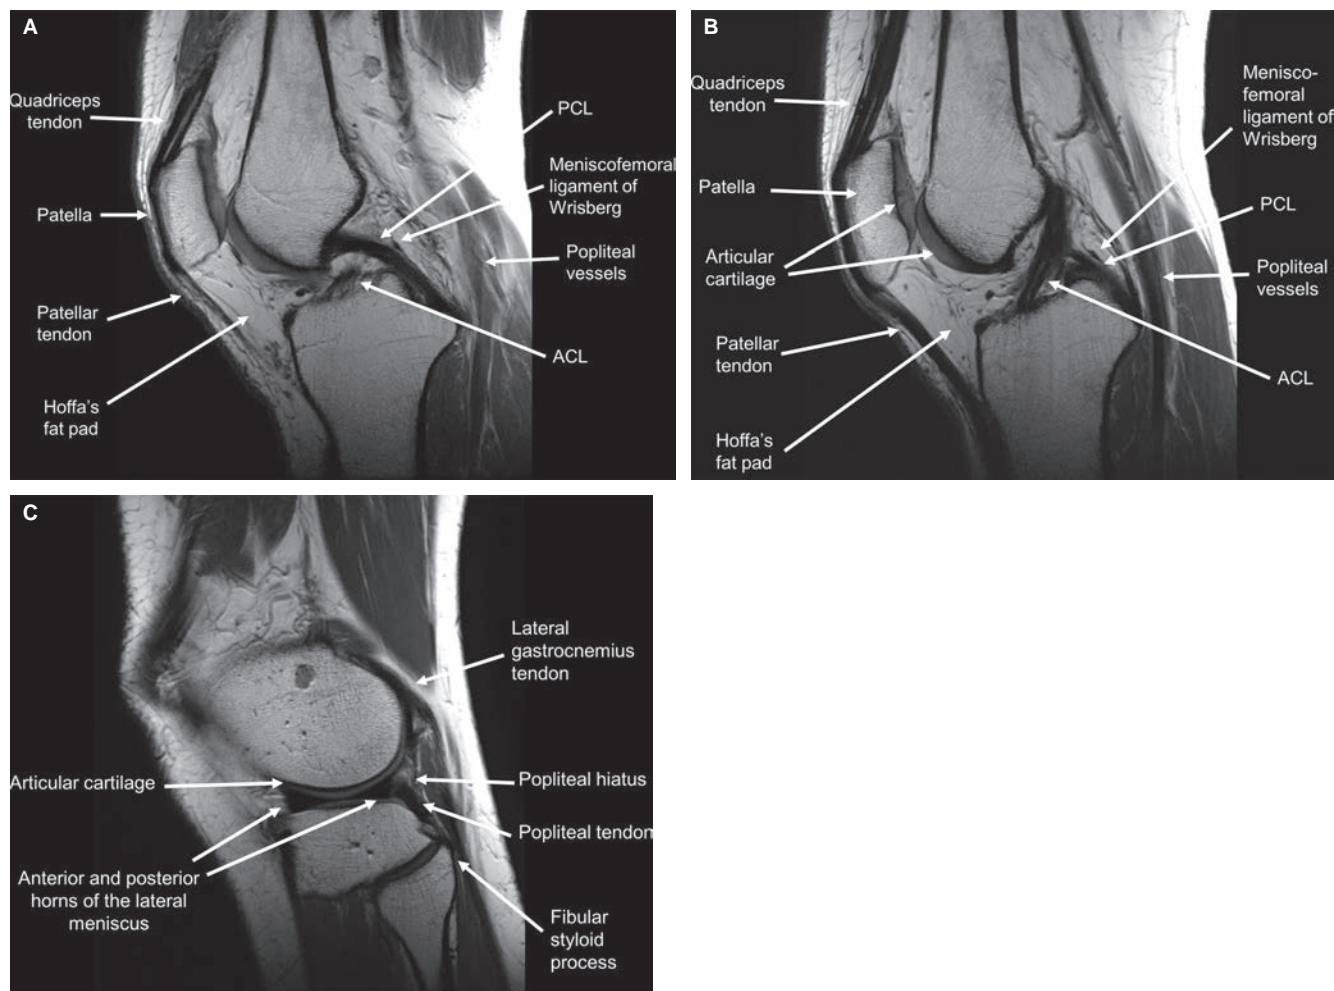 A
Quadriceps
tendon
Patella
Patellar
tendon
Hoffa's
fat pad
PCL
Meniscofemoral
ligament of
Wrisberg
Popliteal
vessels
ACL
B
Quadriceps
tendon
Patella
Articular
cartilage
Patellar
tendon
Hoffa's
fat pad
Menisco-
femoral
ligament of
Wrisberg
PCL
Popliteal
vessels
ACL
C
Articular cartilage
Anterior and posterior
horns of the lateral
meniscus
Lateral
gastrocnemius
tendon
Popliteal hiatus
Popliteal tendon
Fibular
styloid
process